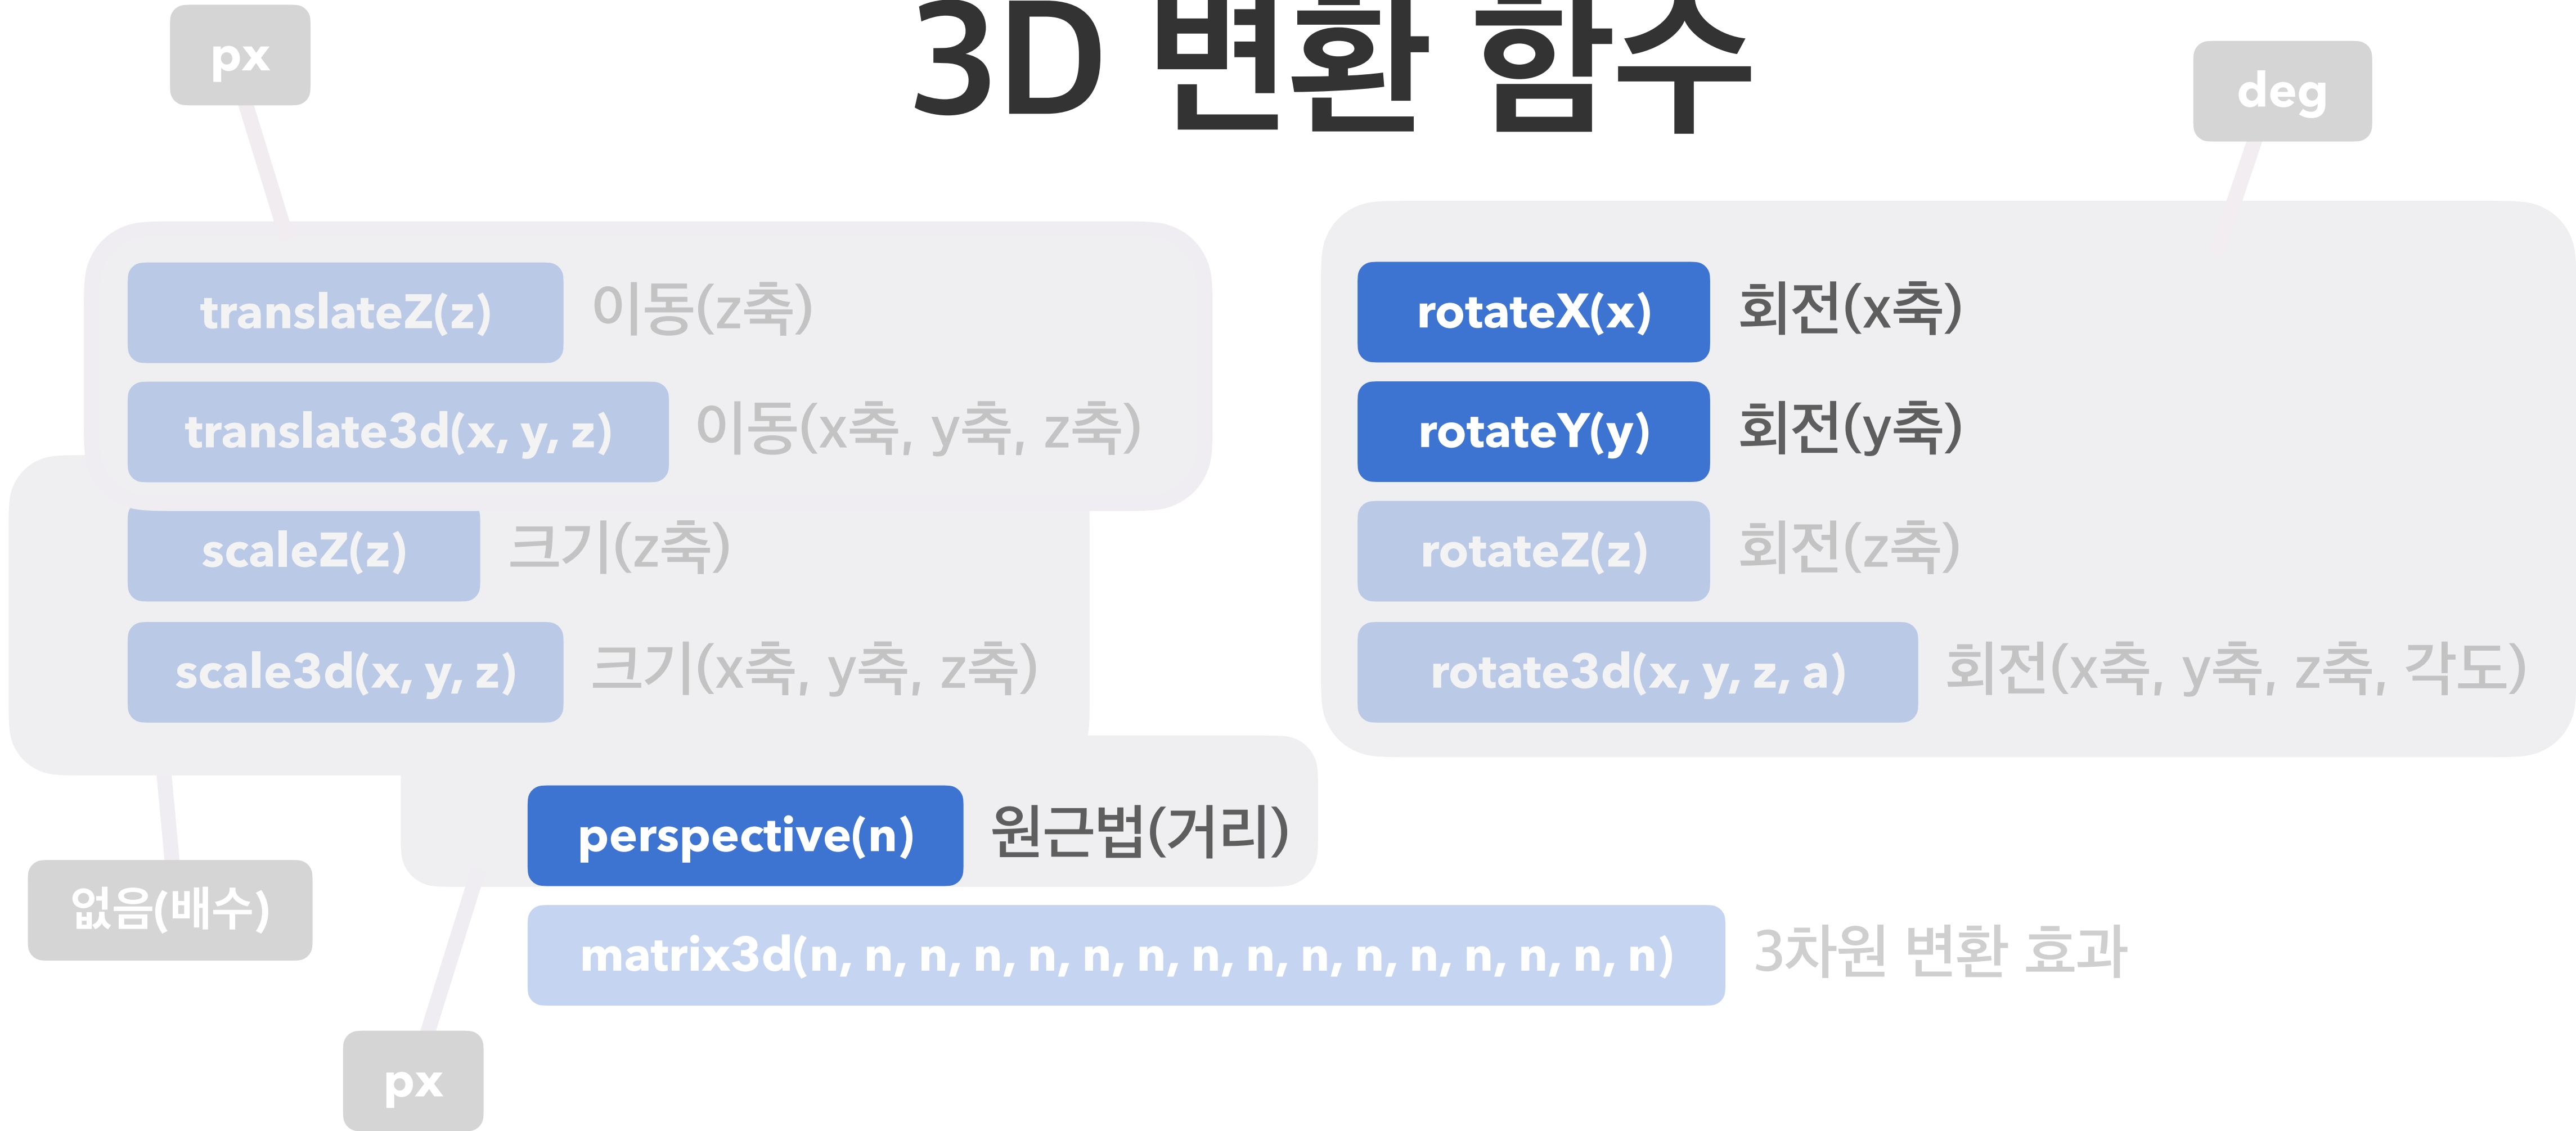 3D 변환 함수
px
deg
translateZ(z) 이동(z축)
translate3d(x, y, z) 이동(x축, y축, z축)
scaleZ(z) 크기(z축)
scale3d(x, y, z) 크기(x축, y축, z축)
rotateX(x) 회전(x축)
rotateY(y) 회전(y축)
rotateZ(z) 회전(z축)
rotate3d(x, y, z, a) 회전(x축, y축, z축, 각도)
perspective(n) 원근법(거리)
없음(배수)
matrix3d(n, n, n, n, n, n, n, n, n, n, n, n, n, n, n, n) 3차원 변환 효과
px